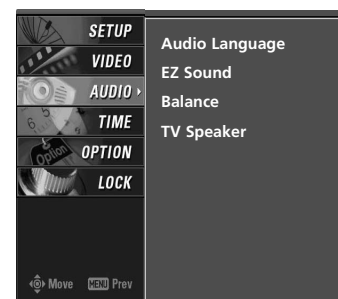 SETUP
VIDEO
AUDIO
TIME
OPTION
LOCK
Move MENU Prev
Audio Language
EZ Sound
Balance
TV Speaker